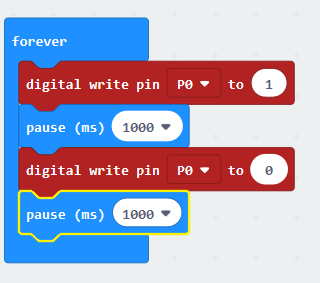 forever
digital write pin P0 to 1
pause (ms) 1000
digital write pin P0 to 0
pause (ms) 1000